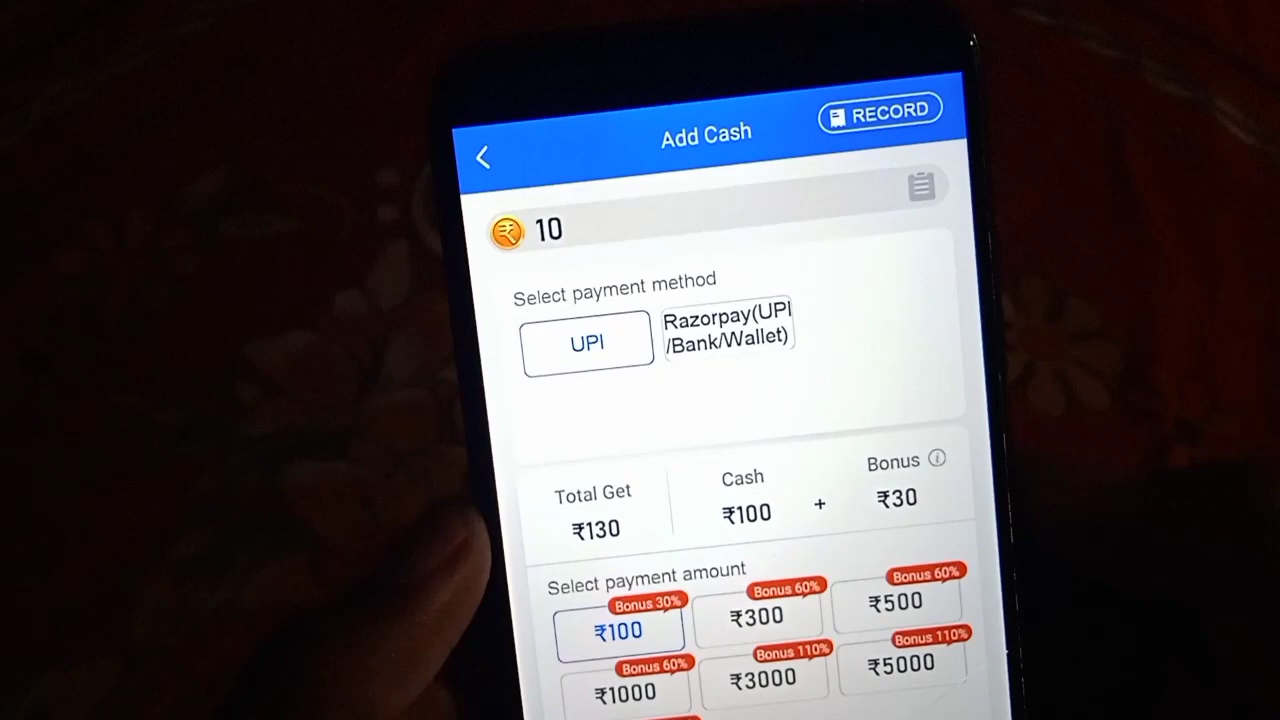 Add Cash
RECORD
10
Select payment method
UPI
Razorpay(UPI
/Bank/Wallet)
Total Get
Cash
Bonus
₹130
₹100
+
₹30
Select payment amount
Bonus 30%
Bonus 60%
Bonus 60%
₹100
₹300
₹500
Bonus 60%
Bonus 110%
Bonus 110%
₹1000
₹3000
₹5000